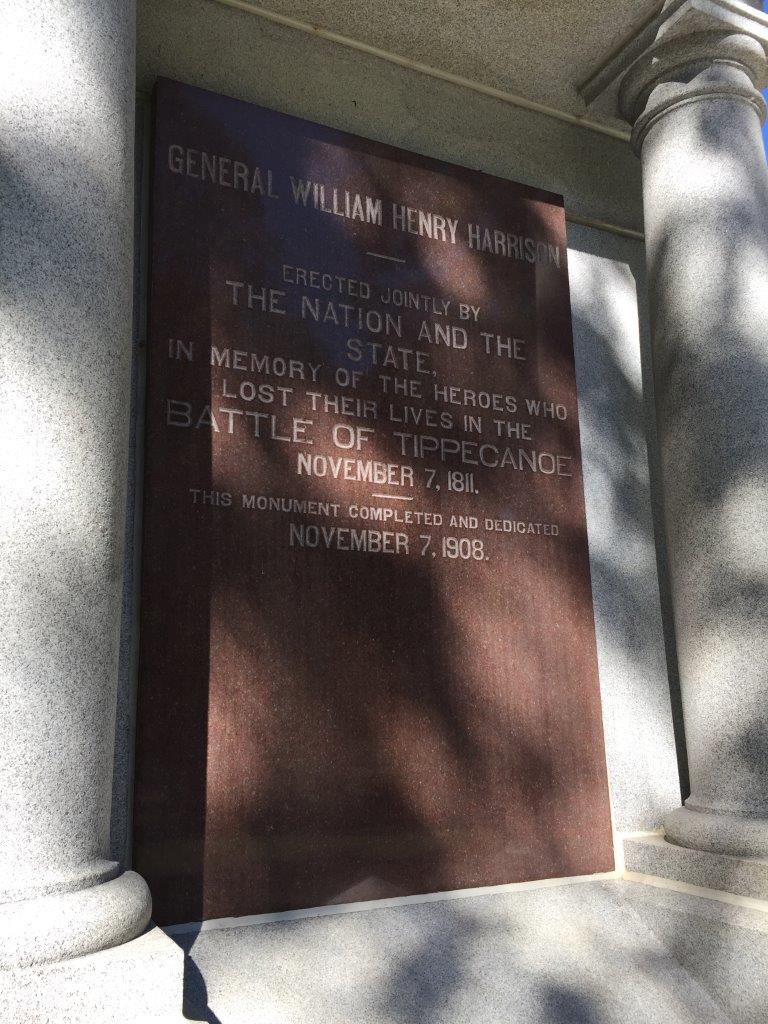 GENERAL WILLIAM HENRY HARRISON
ERECTED JOINTLY BY
THE NATION AND THE
STATE,
IN MEMORY OF THE HEROES WHO
LOST THEIR LIVES IN THE
BATTLE OF TIPPECANOE
NOVEMBER 7, 1811.
THIS MONUMENT COMPLETED AND DEDICATED
NOVEMBER 7, 1908.